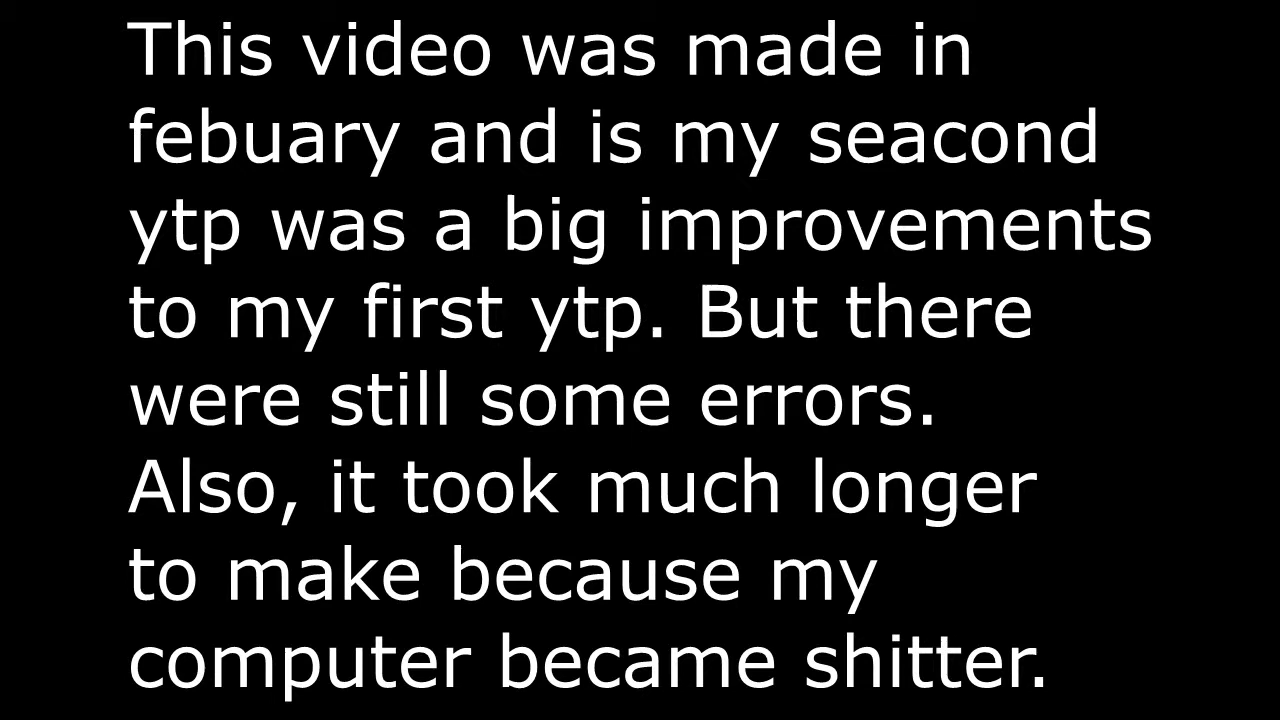 This video was made in
febuary and is my seacond
ytp was a big improvements
to my first ytp. But there
were still some errors.
Also, it took much longer
to make because my
computer became shitter.